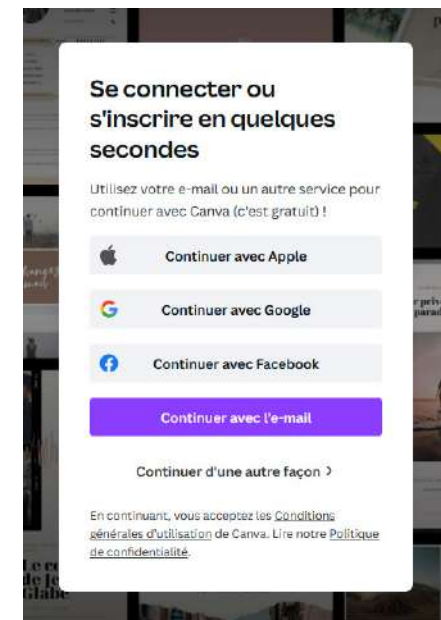 Se connecter ou
s'inscrire en quelques
secondes
Utilisez votre e-mail ou un autre service pour
continuer avec Canva (c'est gratuit) !
Continuer avec Apple
Continuer avec Google
Continuer avec Facebook
Continuer avec l'e-mail
Continuer d'une autre façon
En continuant, vous acceptez les Conditions
générales d'utilisation de Canva. Lire notre Politique
de confidentialité.